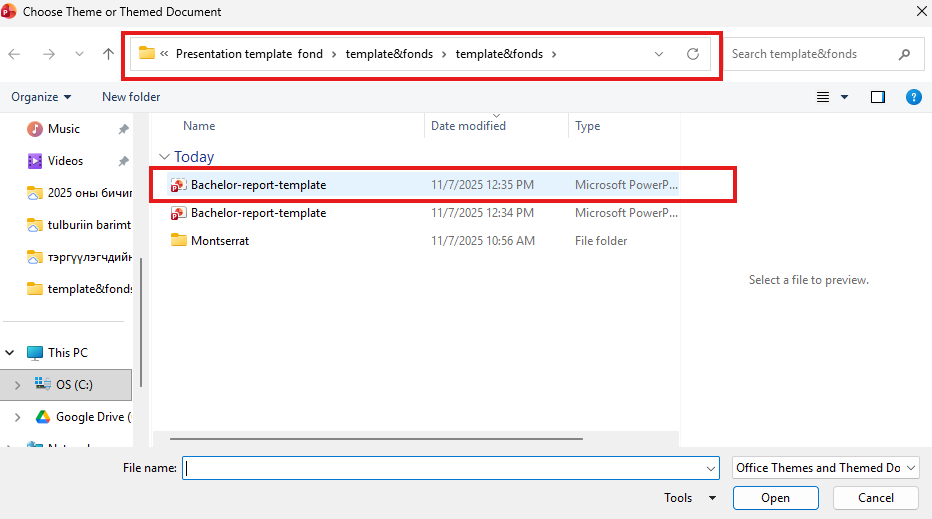 Choose Theme or Themed Document
« Presentation template fond > template&fonds > template&fonds >
Search template&fonds
Organize
New folder
Name
Date modified
Type
Music
Videos
2025 оны бичиг
tulburiin barimt
тэргүүлэгчдийн
template&fonds
This PC
OS (C:)
Google Drive (
Today
Bachelor-report-template 11/7/2025 12:35 PM Microsoft PowerP...
Bachelor-report-template 11/7/2025 12:34 PM Microsoft PowerP...
Montserrat 11/7/2025 10:56 AM File folder
Select a file to preview.
File name:
Office Themes and Themed Do
Tools
Open
Cancel